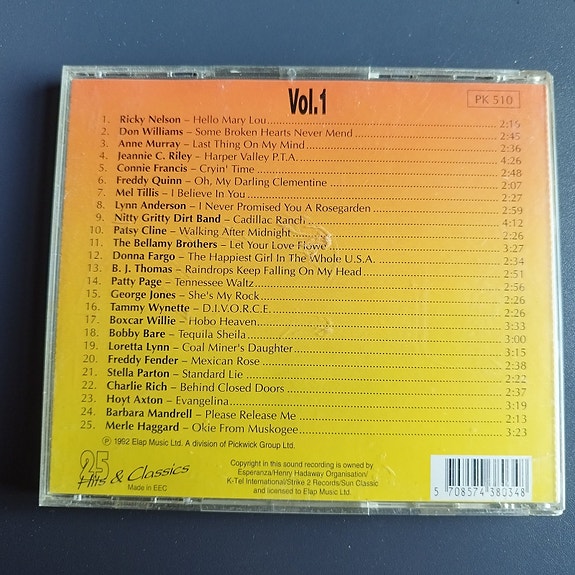 Vol.1
PK 510
1. Ricky Nelson – Hello Mary Lou 2:16
2. Don Williams – Some Broken Hearts Never Mend 2:45
3. Anne Murray – Last Thing On My Mind 2:36
4. Jeannie C. Riley – Harper Valley P.T.A. 4:26
5. Connie Francis – Cryin' Time 2:48
6. Freddy Quinn – Oh, My Darling Clementine 2:07
7. Mel Tillis – I Believe In You 2:27
8. Lynn Anderson – I Never Promised You A Rosegarden 2:59
9. Nitty Gritty Dirt Band – Cadillac Ranch 4:12
10. Patsy Cline – Walking After Midnight 2:26
11. The Bellamy Brothers – Let Your Love Flowe 3:27
12. Donna Fargo – The Happiest Girl In The Whole U.S.A. 2:34
13. B. J. Thomas – Raindrops Keep Falling On My Head 2:51
14. Patty Page – Tennessee Waltz 2:56
15. George Jones – She's My Rock 2:26
16. Tammy Wynette – D.I.V.O.R.C.E. 2:26
17. Boxcar Willie – Hobo Heaven 3:33
18. Bobby Bare – Tequila Sheila 3:00
19. Loretta Lynn – Coal Miner's Daughter 3:15
20. Freddy Fender – Mexican Rose 2:38
21. Stella Parton – Standard Lie 2:22
22. Charlie Rich – Behind Closed Doors 2:37
23. Hoyt Axton – Evangelina 3:19
24. Barbara Mandrell – Please Release Me 2:13
25. Merle Haggard – Okie From Muskogee 3:23
℗ 1992 Elap Music Ltd. A division of Pickwick Group Ltd.
25
Hits & Classics
Made in EEC
Copyright in this sound recording is owned by
Esperanza/Henry Hadaway Organisation/
K-Tel International/Strike 2 Records/Sun Classic
and licensed to Elap Music Ltd.
5 708574 380348